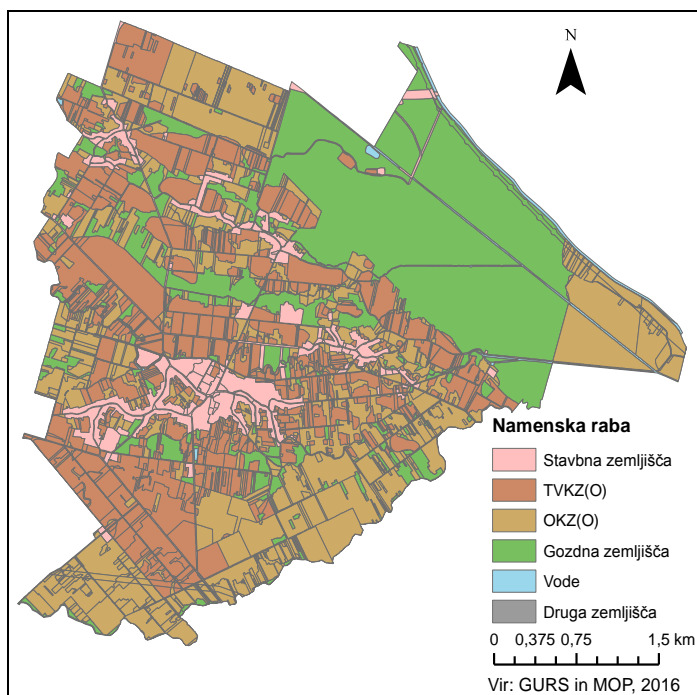 N
Namenska raba
Stavbna zemljišča
TVKZ(O)
OKZ(O)
Gozdna zemljišča
Vode
Druga zemljišča
0 0,375 0,75 1,5 km
Vir: GURS in MOP, 2016